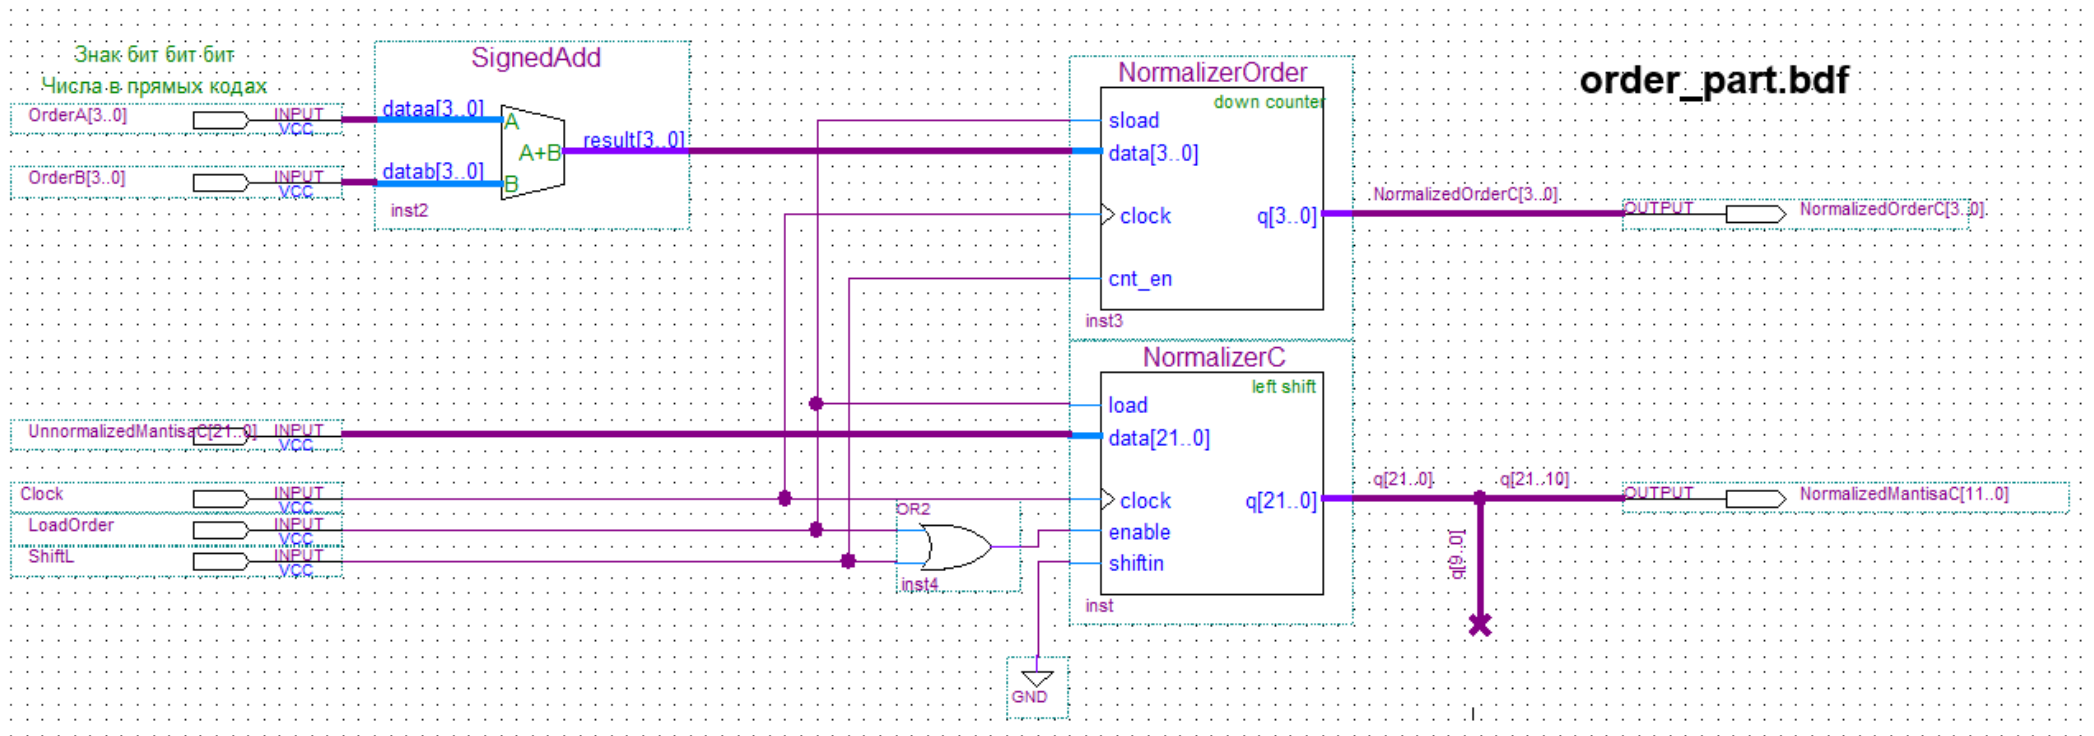 Знак бит бит бит
Числа в прямых кодах
OrderA[3..0]
INPUT
VCC
OrderB[3..0]
INPUT
VCC
SignedAdd
dataa[3..0]
A
A+B
result[3..0]
datab[3..0]
B
inst2
NormalizerOrder
down counter
sload
data[3..0]
clock
q[3..0]
cnt_en
inst3
order_part.bdf
NormalizedOrderC[3..0]
OUTPUT
NormalizedOrderC[3..0]
NormalizerC
left shift
load
data[21..0]
clock
q[21..0]
enable
shiftin
inst
UnnormalizedMantisaC[21..0]
INPUT
VCC
Clock
INPUT
VCC
LoadOrder
INPUT
VCC
ShiftL
INPUT
VCC
OR2
inst4
GND
q[21..0]
q[21..10]
q[9..0]
OUTPUT
NormalizedMantisaC[11..0]